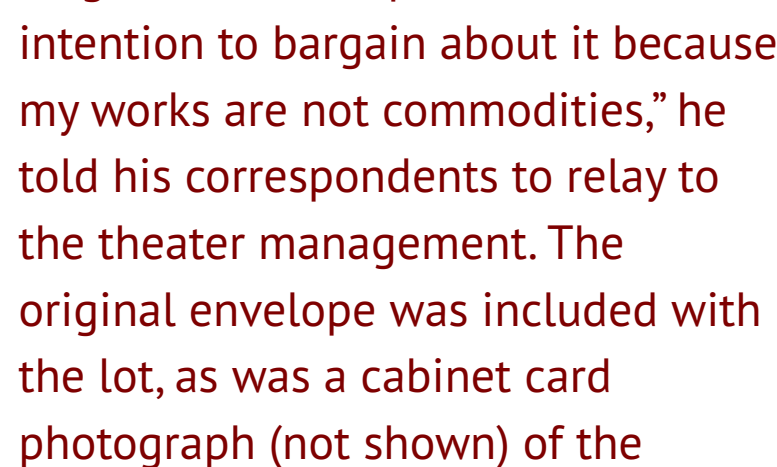 intention to bargain about it because
my works are not commodities,” he
told his correspondents to relay to
the theater management. The
original envelope was included with
the lot, as was a cabinet card
photograph (not shown) of the